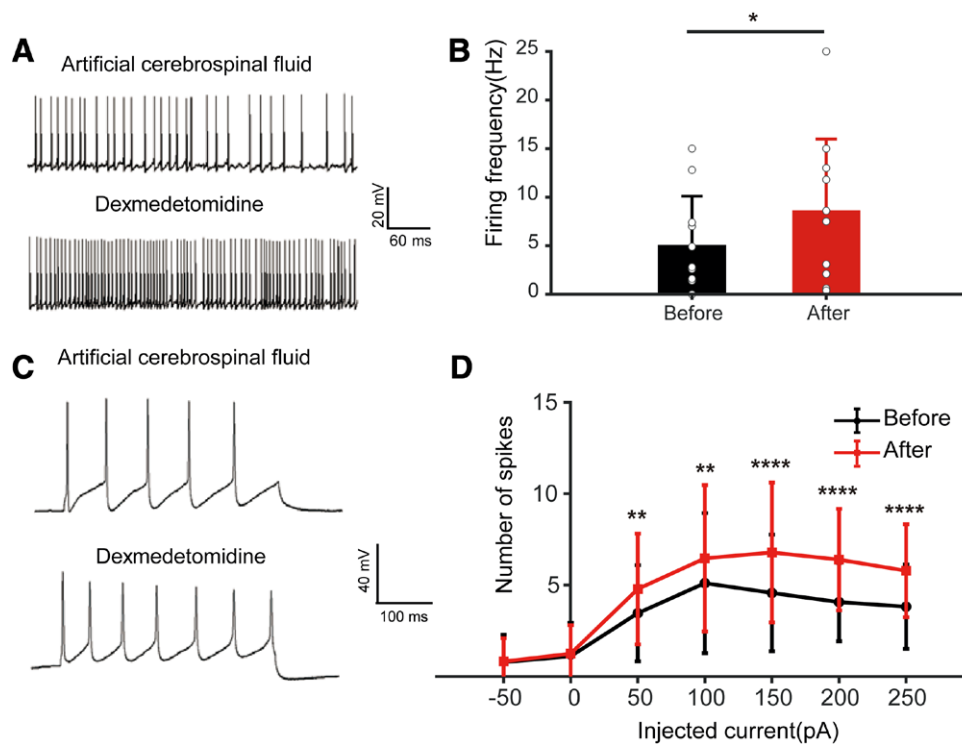 A
Artificial cerebrospinal fluid
Dexmedetomidine
20 mV
60 ms
B
*
Firing frequency(Hz)
25
20
15
10
5
0
Before
After
C
Artificial cerebrospinal fluid
Dexmedetomidine
40 mV
100 ms
D
Number of spikes
15
10
5
Before
After
** ** **** **** ****
-50 0 50 100 150 200 250
Injected current(pA)